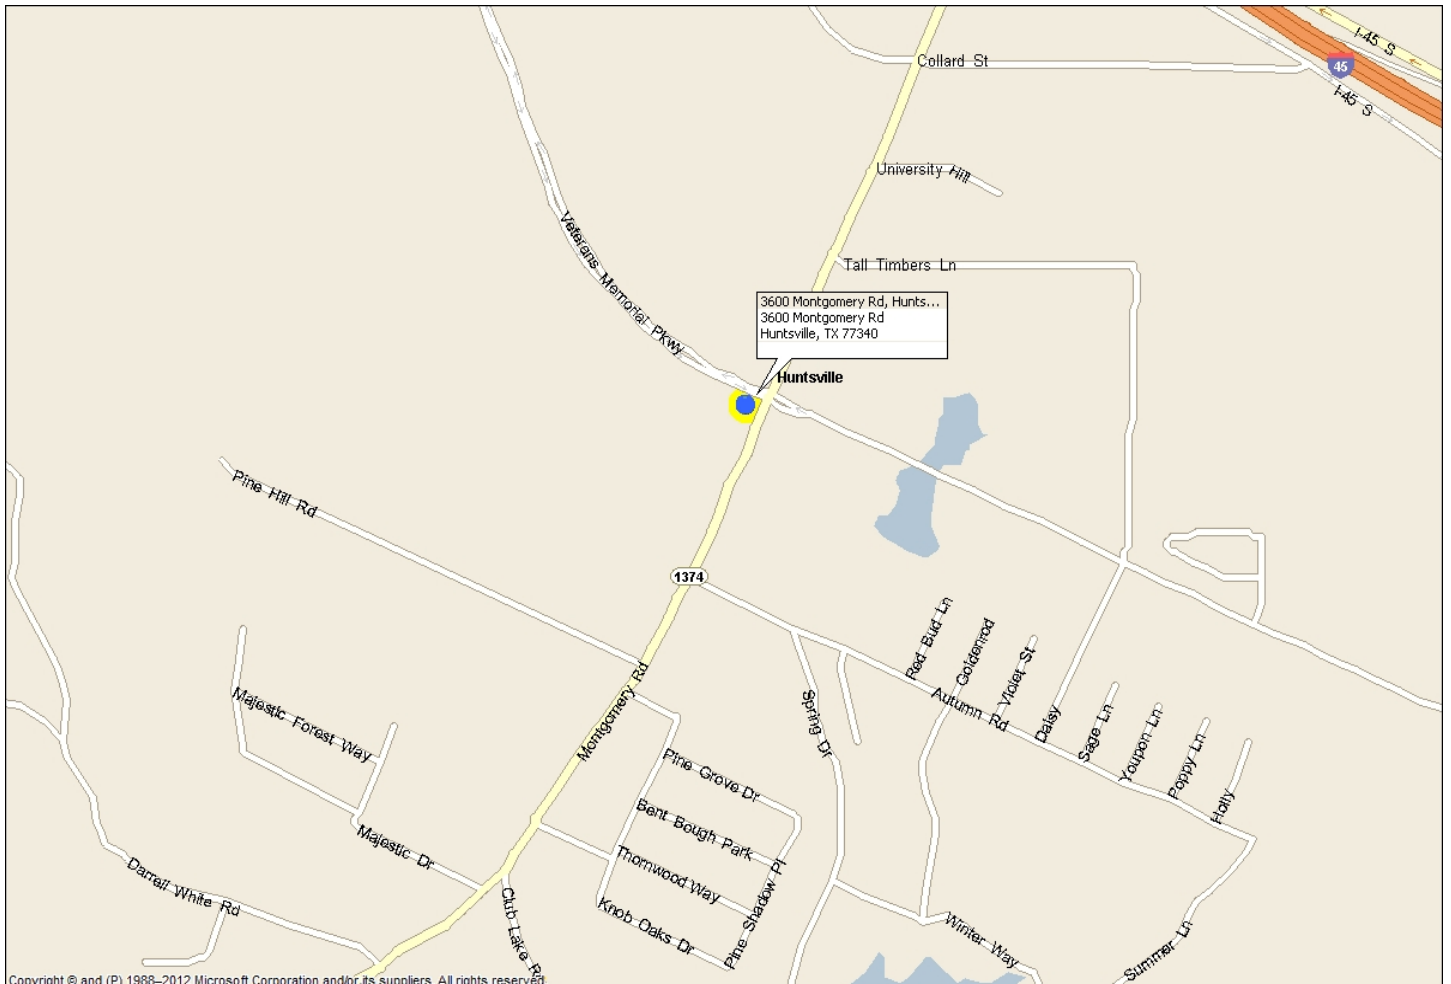 I-45 S
Collard St
45
I-45 S
University Hill
Tall Timbers Ln
Veterans Memorial Pkwy
3600 Montgomery Rd, Hunts...
3600 Montgomery Rd
Huntsville, TX 77340
Huntsville
Pine Hill Rd
1374
Red Bud Ln
Goldenrod
Violet St
Autumn Rd
Daisy
Sage Ln
Youpon Ln
Poppy Ln
Holly
Montgomery Rd
Spring Dr
Majestic Forest Way
Pine Grove Dr
Bent Bough Park
Majestic Dr
Thornwood Way
Pine Shadow Pl
Darrell White Rd
Club Lake R
Knob Oaks Dr
Winter Way
Summer Ln
Copyright © and (P) 1988–2012 Microsoft Corporation and/or its suppliers. All rights reserved.